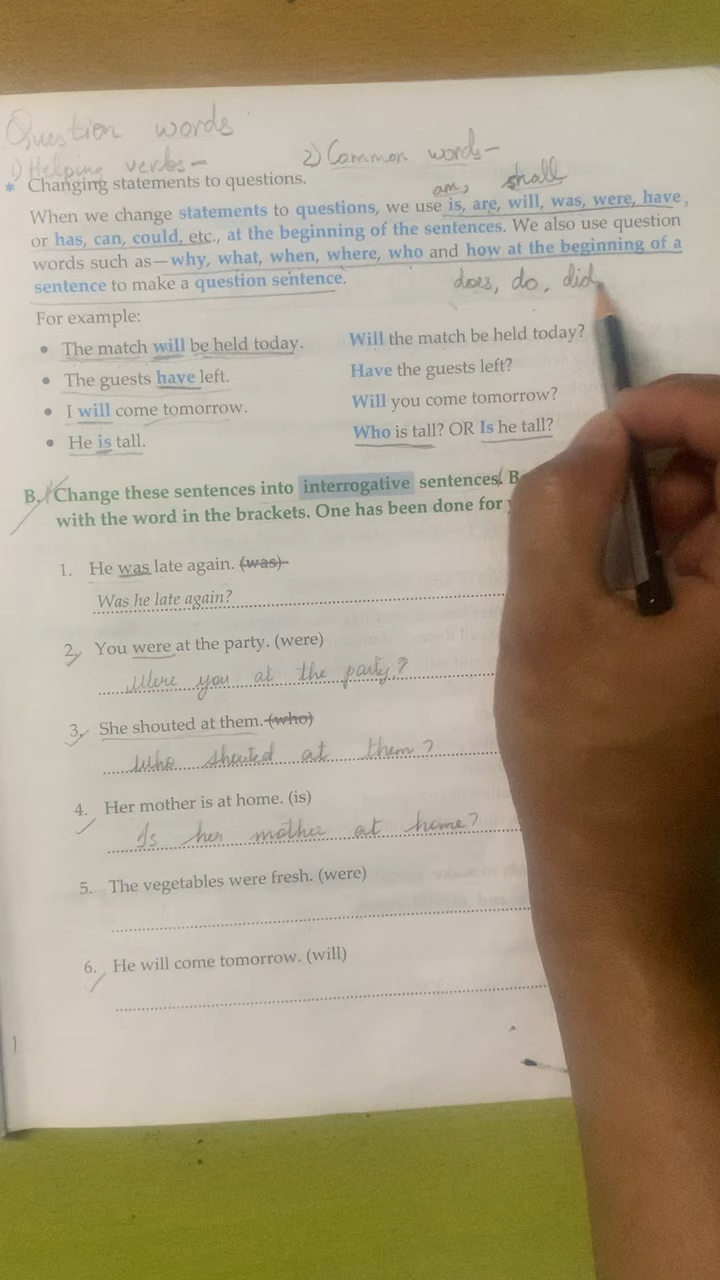 Question words
1) Helping verbs-
2) Common words-
* Changing statements to questions.
am, shall
When we change statements to questions, we use is, are, will, was, were, have,
or has, can, could, etc., at the beginning of the sentences. We also use question
words such as—why, what, when, where, who and how at the beginning of a
sentence to make a question sentence.
does, do, did
For example:
• The match will be held today. Will the match be held today?
• The guests have left. Have the guests left?
• I will come tomorrow. Will you come tomorrow?
• He is tall. Who is tall? OR Is he tall?
B. Change these sentences into interrogative sentences.
with the word in the brackets. One has been done for
1. He was late again. (was)
Was he late again?
2. You were at the party. (were)
Were you at the party?
3. She shouted at them. (who)
Who shouted at them?
4. Her mother is at home. (is)
Is her mother at home?
5. The vegetables were fresh. (were)
6. He will come tomorrow. (will)